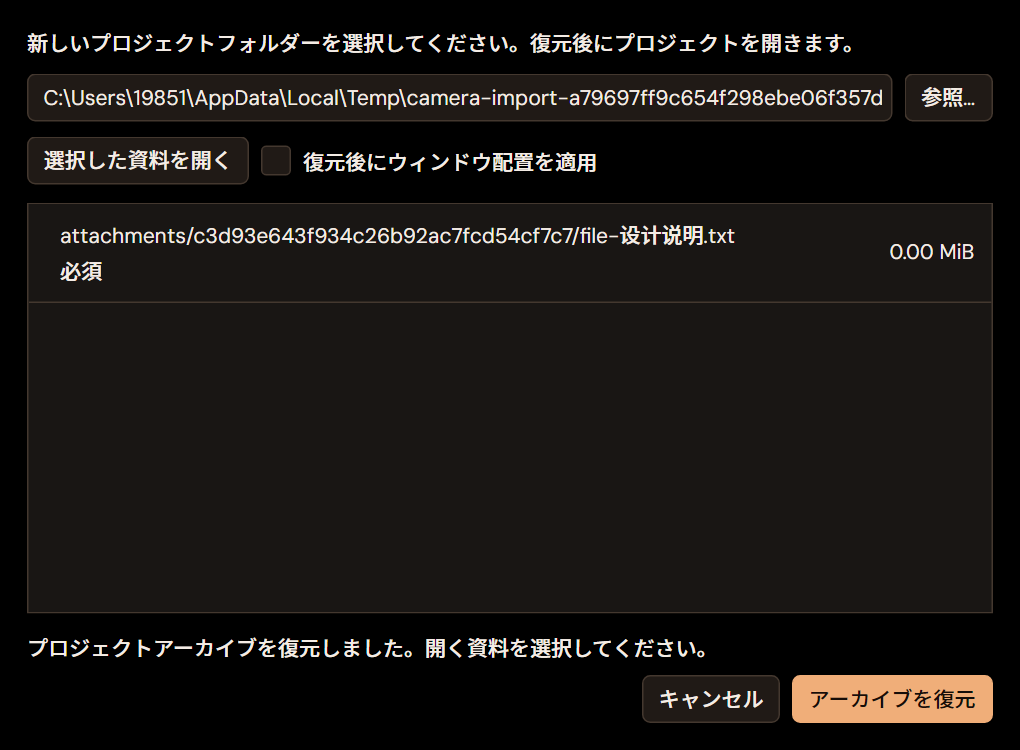 新しいプロジェクトフォルダーを選択してください。復元後にプロジェクトを開きます。
C:\Users\19851\AppData\Local\Temp\camera-import-a79697ff9c654f298ebe06f357d
参照...
選択した資料を開く
復元後にウィンドウ配置を適用
attachments/c3d93e643f934c26b92ac7fcd54cf7c7/file-设计说明.txt
0.00 MiB
必須
プロジェクトアーカイブを復元しました。開く資料を選択してください。
キャンセル
アーカイブを復元